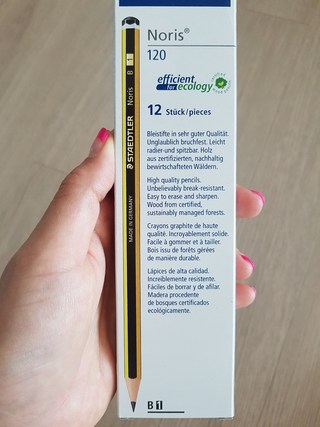 Noris®
120
efficient
for ecology
12 Stück/pieces
Bleistifte in sehr guter Qualität.
Unglaublich bruchfest. Leicht
radier-und spitzbar. Holz
aus zertifizierten, nachhaltig
bewirtschafteten Wäldern.
High quality pencils.
Unbelievably break-resistant.
Easy to erase and sharpen.
Wood from certified,
sustainably managed forests.
Crayons graphite de haute
qualité. Incroyablement solide.
Facile à gommer et à tailler.
Bois issu de forêts gérées
de manière durable.
Lápices de alta calidad.
Increíblemente resistente.
Fáciles de borrar y de afilar.
Madera procedente
de bosques certificados
ecológicamente.
B 1
MADE IN GERMANY STAEDTLER Noris B 1